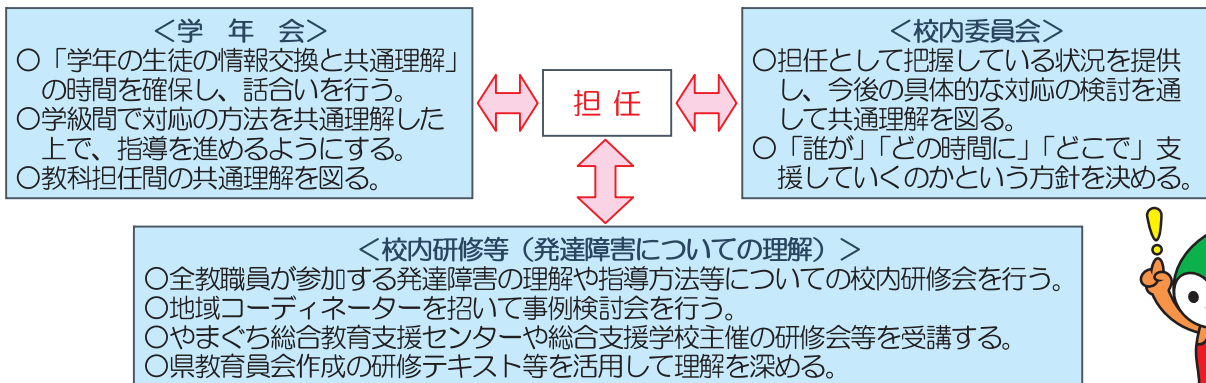 ＜学　年　会＞
○「学年の生徒の情報交換と共通理解」
の時間を確保し、話合いを行う。
○学級間で対応の方法を共通理解した
上で、指導を進めるようにする。
○教科担任間の共通理解を図る。
担 任
＜校内委員会＞
○担任として把握している状況を提供
し、今後の具体的な対応の検討を通
して共通理解を図る。
○「誰が」「どの時間に」「どこで」支
援していくのかという方針を決める。
＜校内研修等（発達障害についての理解）＞
○全教職員が参加する発達障害の理解や指導方法等についての校内研修会を行う。
○地域コーディネーターを招いて事例検討会を行う。
○やまぐち総合教育支援センターや総合支援学校主催の研修会等を受講する。
○県教育員会作成の研修テキスト等を活用して理解を深める。